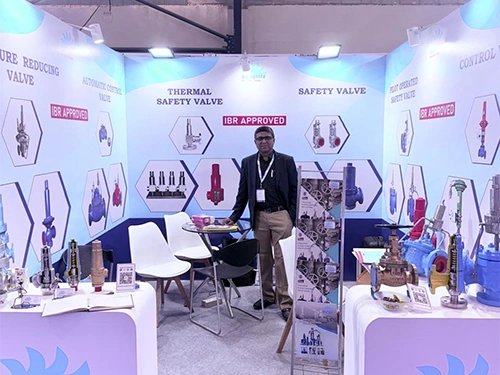 URE REDUCING
VALVE
AUTOMATIC CONTROL
VALVE
THERMAL
SAFETY VALVE
IBR APPROVED
SAFETY VALVE
IBR APPROVED
PILOT OPERATED
SAFETY VALVE
IBR APPROVED
CONTROL